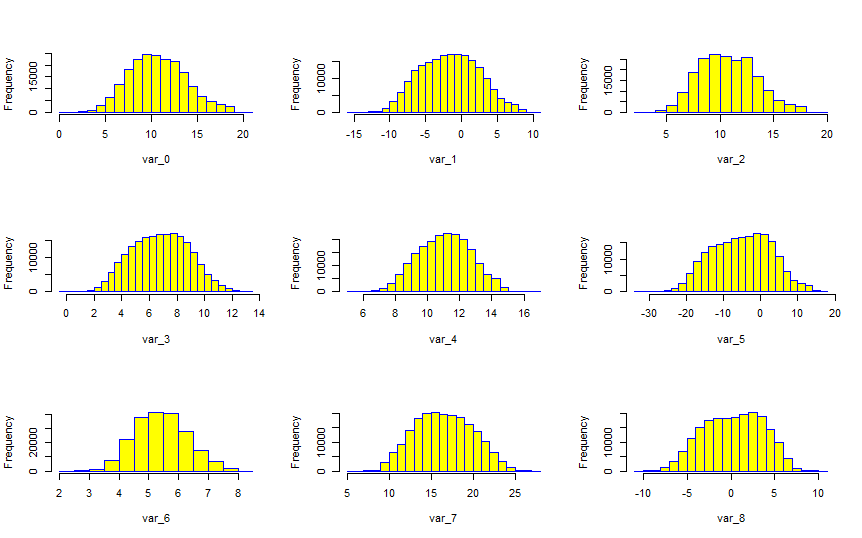 Frequency
15000
0
0 5 10 15 20
var_0
Frequency
10000
0
-15 -10 -5 0 5 10
var_1
Frequency
15000
0
5 10 15 20
var_2
Frequency
10000
0
0 2 4 6 8 10 12 14
var_3
Frequency
10000
0
6 8 10 12 14 16
var_4
Frequency
10000
0
-30 -20 -10 0 10 20
var_5
Frequency
20000
0
2 3 4 5 6 7 8
var_6
Frequency
10000
0
5 10 15 20 25
var_7
Frequency
10000
0
-10 -5 0 5 10
var_8